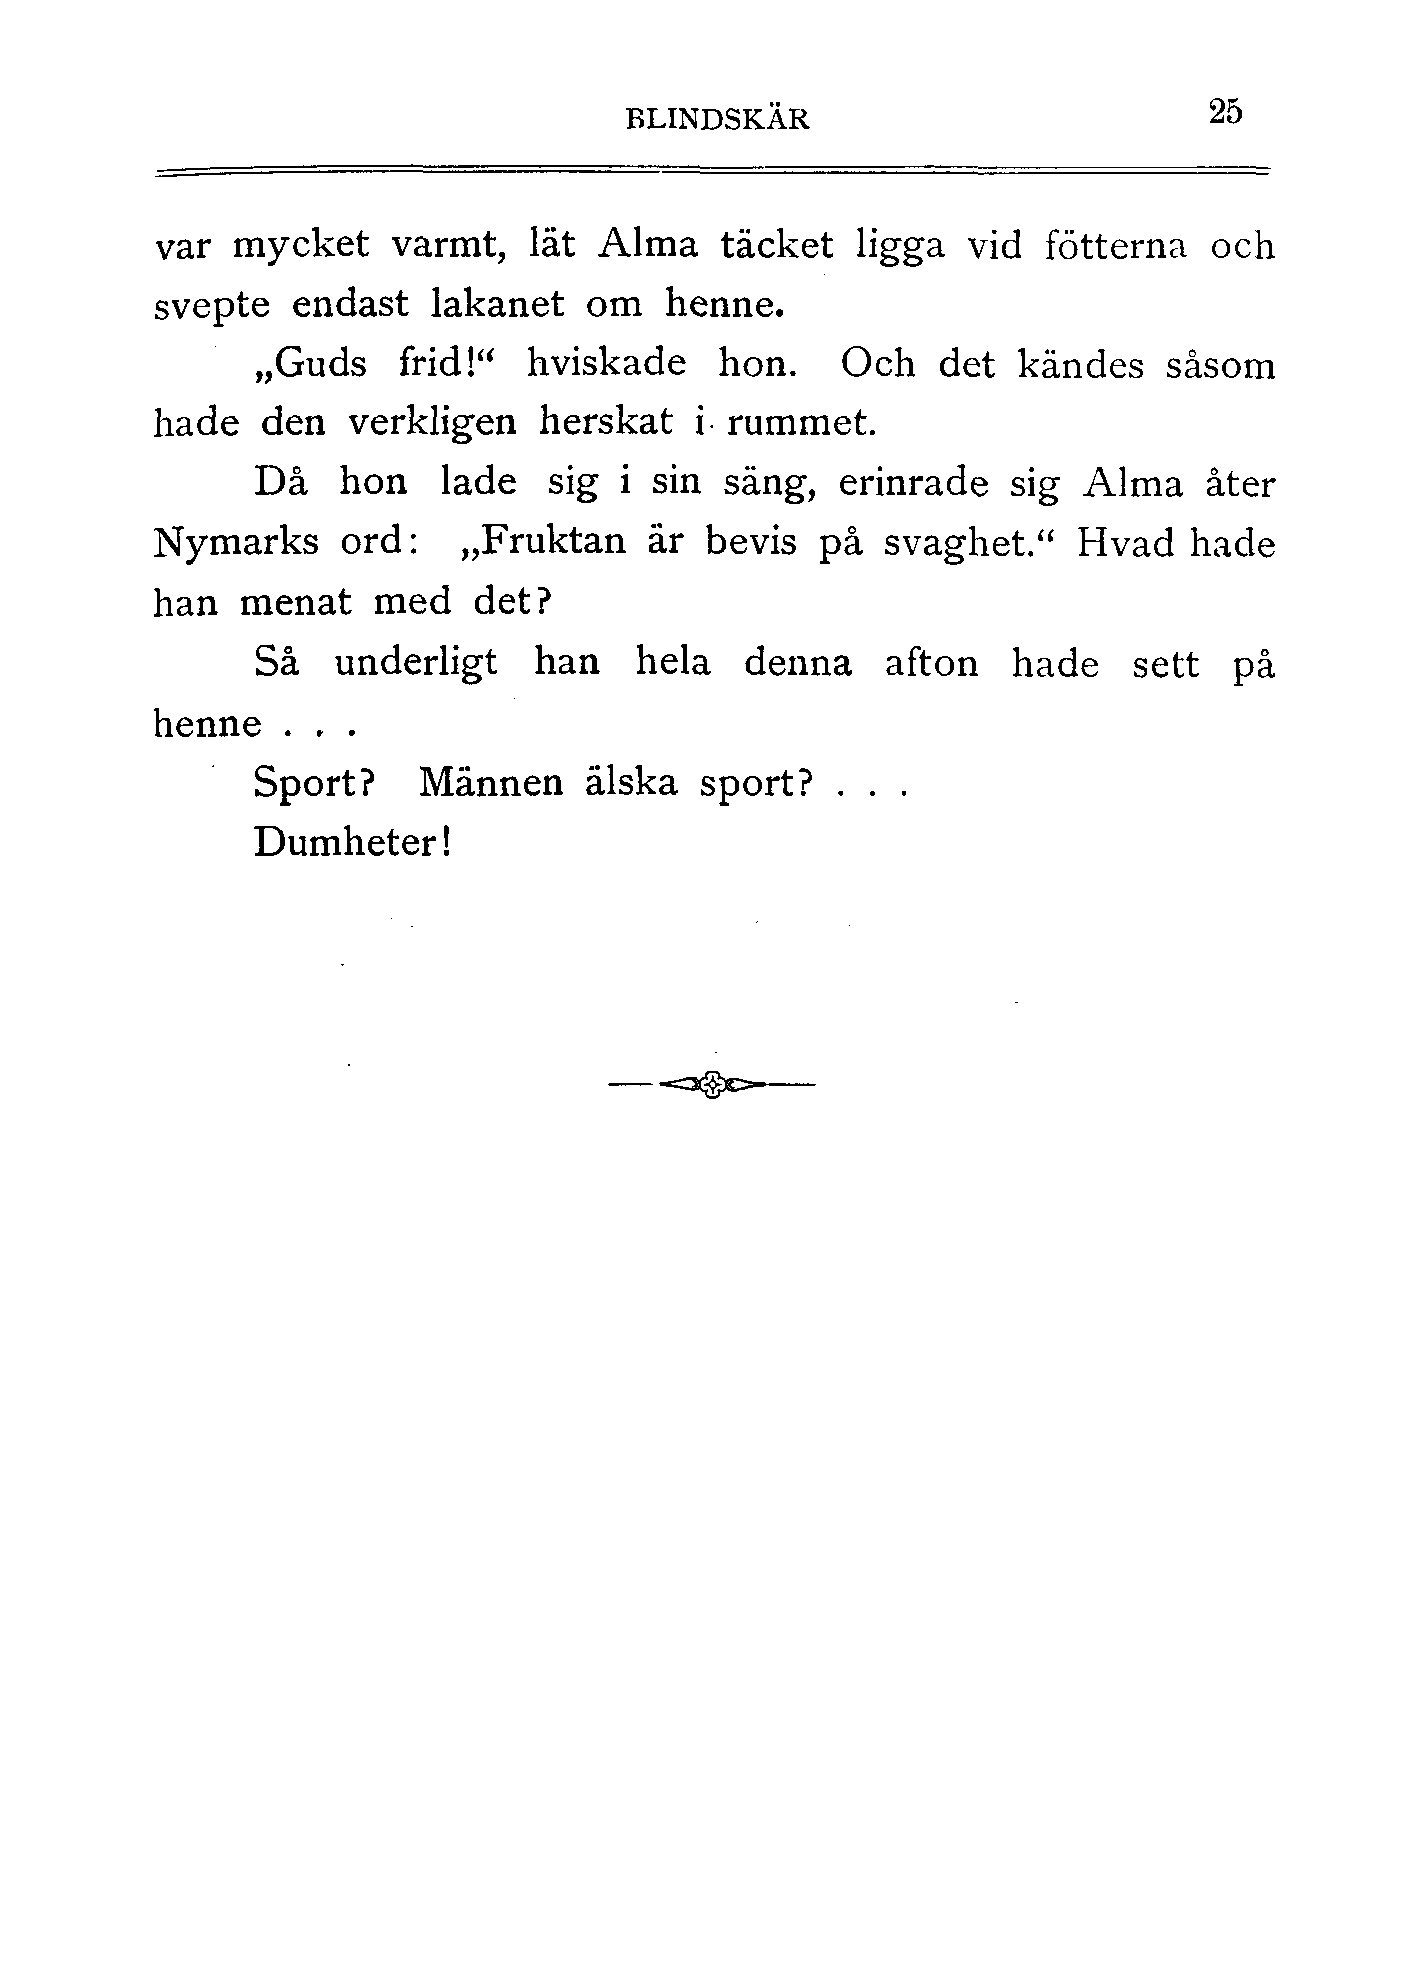 BLINDSKÄR 25
var mycket varmt, lät Alma täcket ligga vid fötterna och
svepte endast lakanet om henne.
„Guds frid!“ hviskade hon. Och det kändes såsom
hade den verkligen herskat i rummet.
Då hon lade sig i sin säng, erinrade sig Alma åter
Nymarks ord: „Fruktan är bevis på svaghet.“ Hvad hade
han menat med det?
Så underligt han hela denna afton hade sett på
henne . . .
Sport? Männen älska sport? . . .
Dumheter!